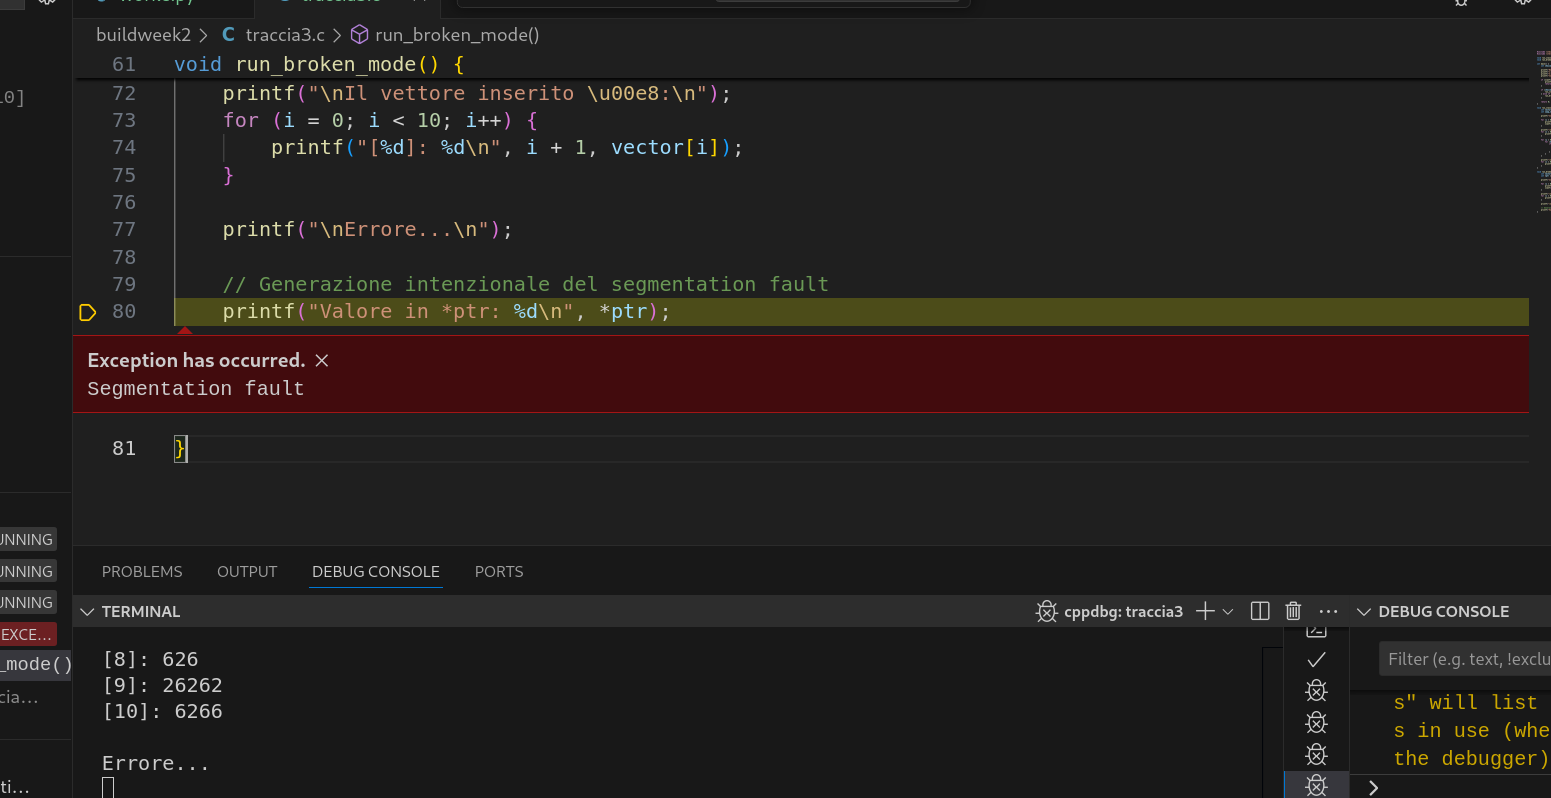 buildweek2 > C traccia3.c > run_broken_mode()
61 void run_broken_mode() {
72 printf("\nIl vettore inserito \u00e8:\n");
10]
73 for (i = 0; i < 10; i++) {
74 printf("[%d]: %d\n", i + 1, vector[i]);
75 }
76
77 printf("\nErrore...\n");
78
79 // Generazione intenzionale del segmentation fault
80 printf("Valore in *ptr: %d\n", *ptr);
Exception has occurred. ×
Segmentation fault
81 }
UNNING
PROBLEMS OUTPUT DEBUG CONSOLE PORTS
UNNING
UNNING
TERMINAL cppdbg: traccia3 DEBUG CONSOLE
EXCE...
_mode()
[8]: 626
Filter (e.g. text, !exclu
[9]: 26262
cia...
[10]: 6266
s" will list
s in use (whe
the debugger)
Errore...
ti...
>